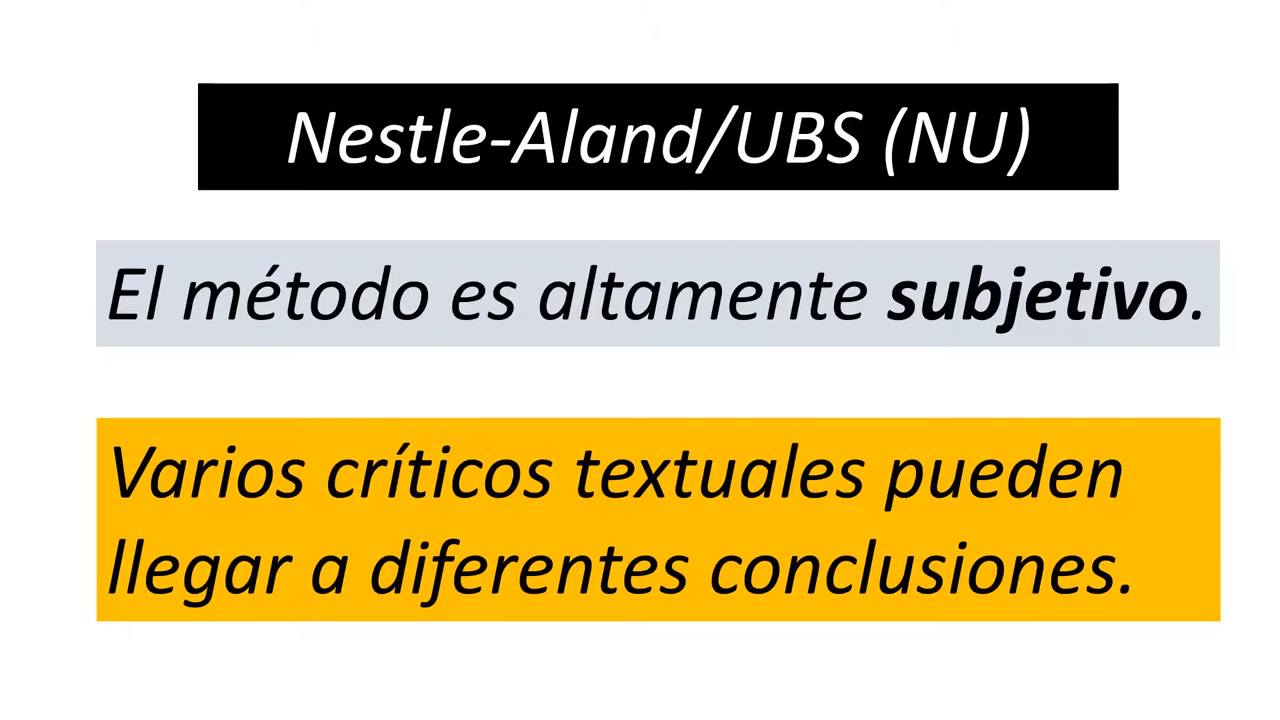 Nestle-Aland/UBS (NU)
El método es altamente subjetivo.
Varios críticos textuales pueden
llegar a diferentes conclusiones.